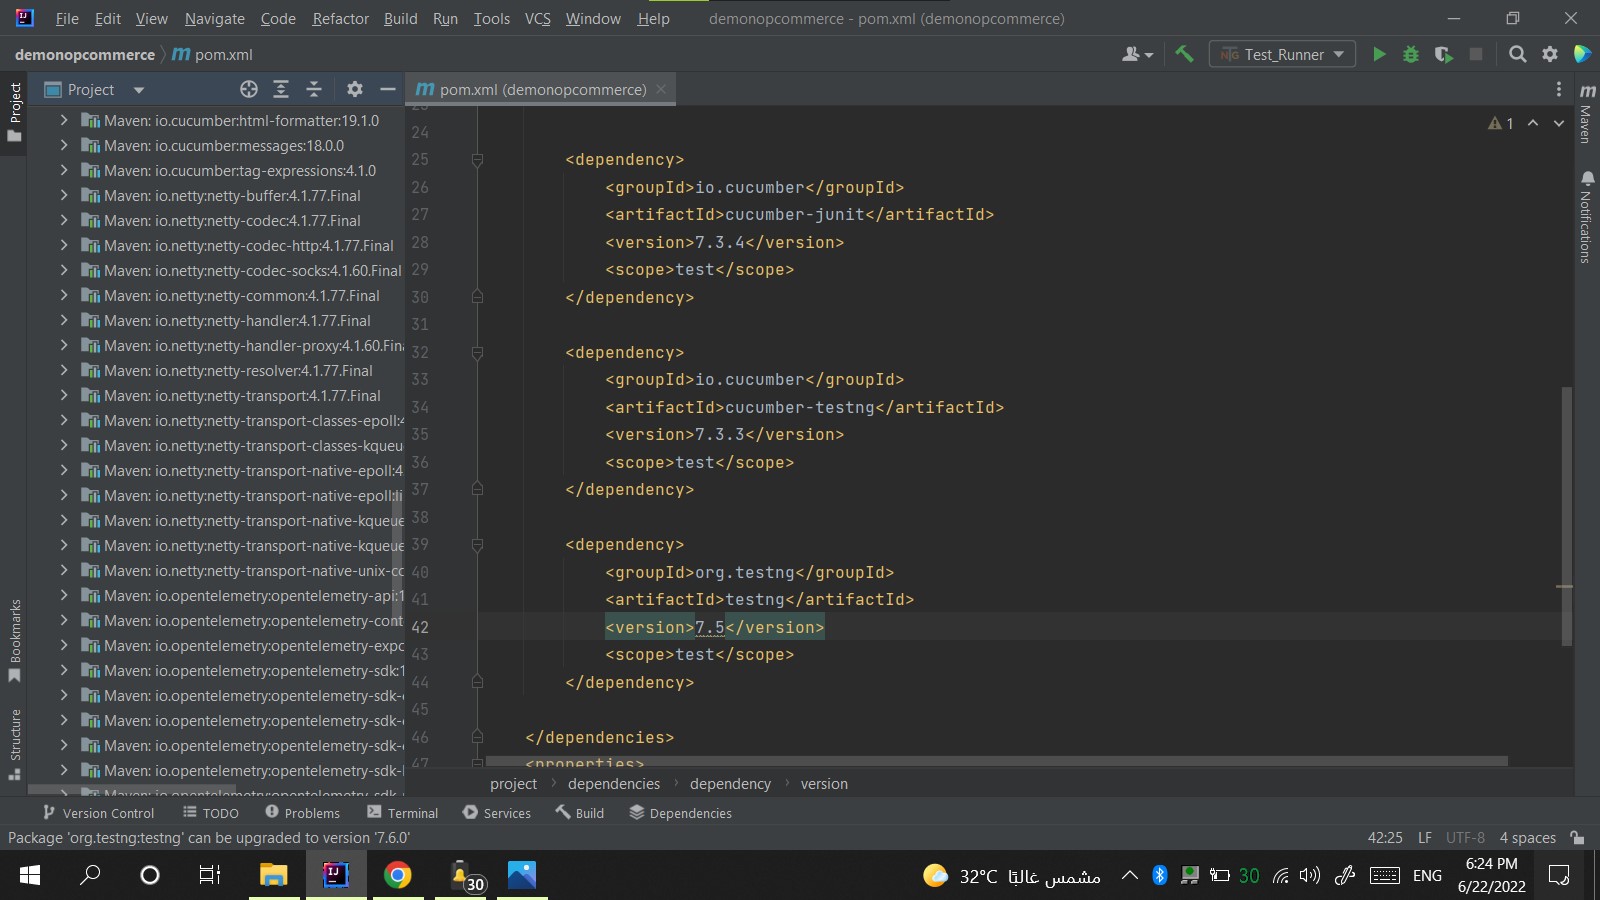 File Edit View Navigate Code Refactor Build Run Tools VCS Window Help demonopcommerce - pom.xml (demonopcommerce)
demonopcommerce pom.xml Test_Runner
Project pom.xml (demonopcommerce)
Project
Bookmarks
Structure
Maven: io.cucumber:html-formatter:19.1.0
Maven: io.cucumber:messages:18.0.0
Maven: io.cucumber:tag-expressions:4.1.0
Maven: io.netty:netty-buffer:4.1.77.Final
Maven: io.netty:netty-codec:4.1.77.Final
Maven: io.netty:netty-codec-http:4.1.77.Final
Maven: io.netty:netty-codec-socks:4.1.60.Final
Maven: io.netty:netty-common:4.1.77.Final
Maven: io.netty:netty-handler:4.1.77.Final
Maven: io.netty:netty-handler-proxy:4.1.60.Fin
Maven: io.netty:netty-resolver:4.1.77.Final
Maven: io.netty:netty-transport:4.1.77.Final
Maven: io.netty:netty-transport-classes-epoll:4
Maven: io.netty:netty-transport-classes-kqueu
Maven: io.netty:netty-transport-native-epoll:4
Maven: io.netty:netty-transport-native-epoll:li
Maven: io.netty:netty-transport-native-kqueue
Maven: io.netty:netty-transport-native-kqueue
Maven: io.netty:netty-transport-native-unix-co
Maven: io.opentelemetry:opentelemetry-api:1
Maven: io.opentelemetry:opentelemetry-cont
Maven: io.opentelemetry:opentelemetry-expo
Maven: io.opentelemetry:opentelemetry-sdk:1
Maven: io.opentelemetry:opentelemetry-sdk-
Maven: io.opentelemetry:opentelemetry-sdk-
Maven: io.opentelemetry:opentelemetry-sdk-
Maven: io.opentelemetry:opentelemetry-sdk-
24
25 <dependency>
26 <groupId>io.cucumber</groupId>
27 <artifactId>cucumber-junit</artifactId>
28 <version>7.3.4</version>
29 <scope>test</scope>
30 </dependency>
31
32 <dependency>
33 <groupId>io.cucumber</groupId>
34 <artifactId>cucumber-testng</artifactId>
35 <version>7.3.3</version>
36 <scope>test</scope>
37 </dependency>
38
39 <dependency>
40 <groupId>org.testng</groupId>
41 <artifactId>testng</artifactId>
42 <version>7.5</version>
43 <scope>test</scope>
44 </dependency>
45
46 </dependencies>
47 <properties>
1
Maven
Notifications
project dependencies dependency version
Version Control TODO Problems Terminal Services Build Dependencies
Package 'org.testng:testng' can be upgraded to version '7.6.0' 42:25 LF UTF-8 4 spaces
30 32°C مشمس غالبًا 30 ENG 6:24 PM
6/22/2022